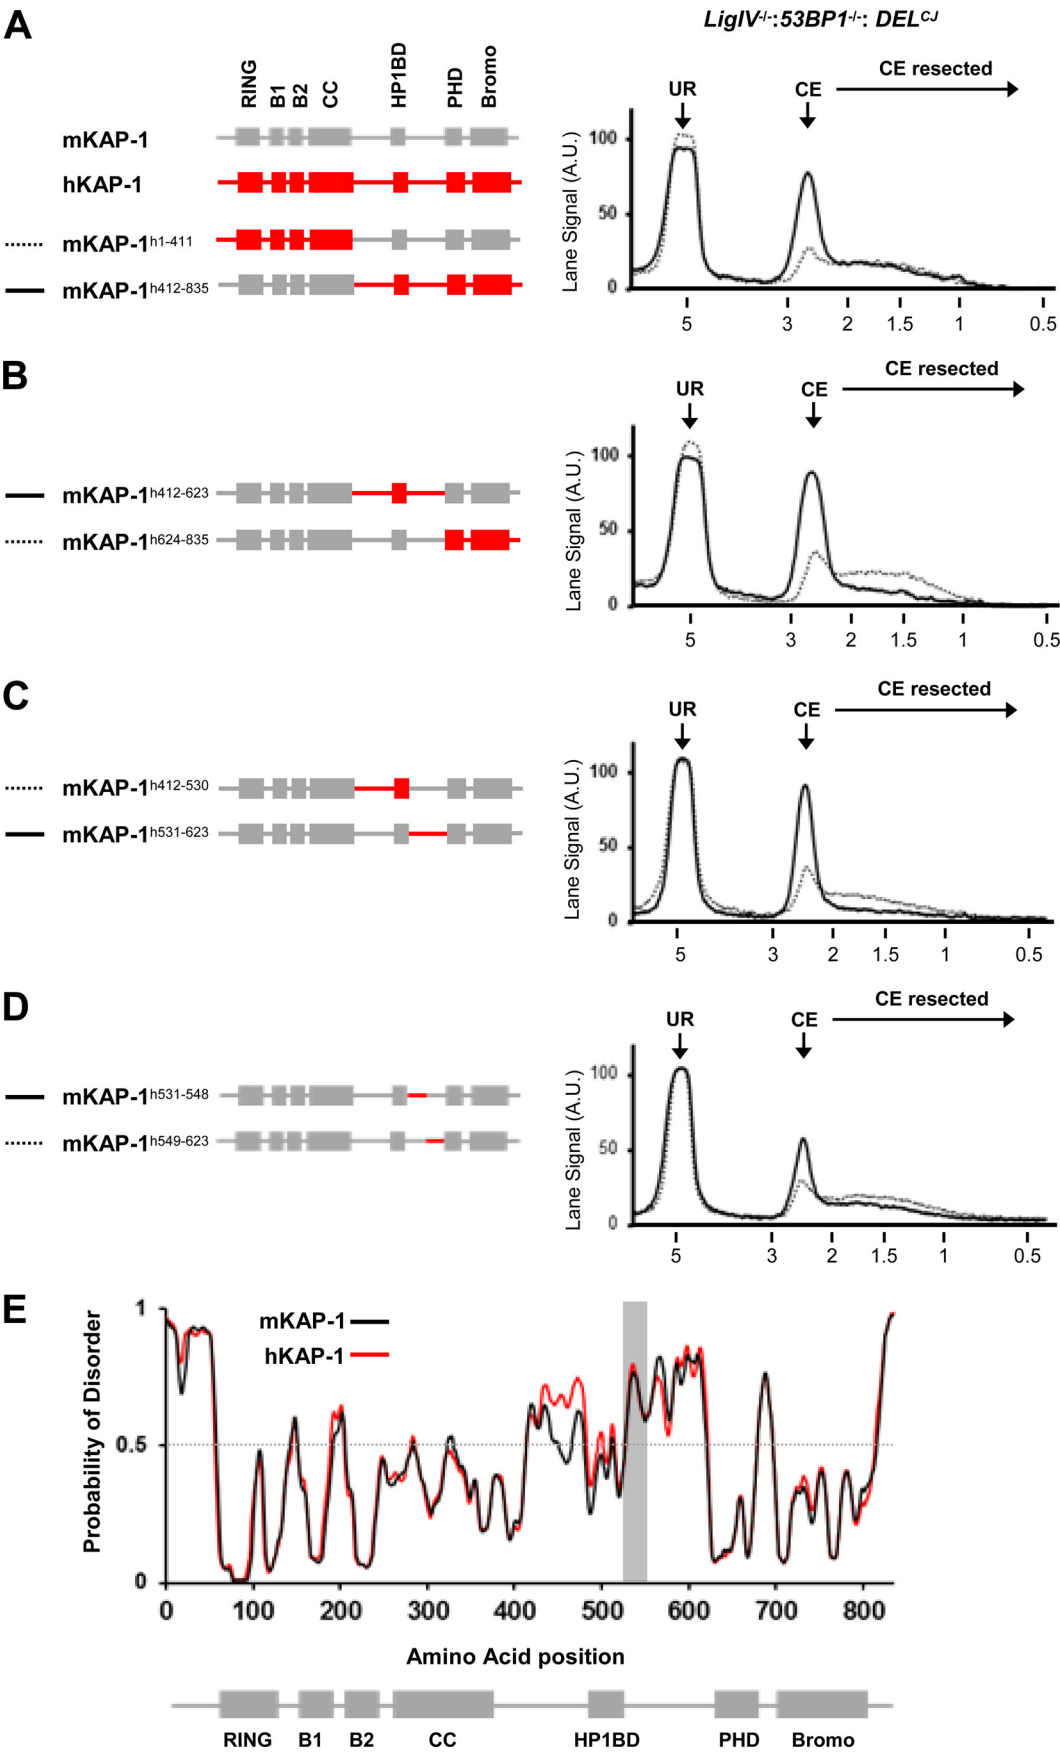 A
LigIV-/-:53BP1-/-: DELCJ
RING B1 B2 CC HP1BD PHD Bromo
mKAP-1
hKAP-1
mKAP-1h1-411
mKAP-1h412-835
UR CE CE resected
Lane Signal (A.U.)
100
50
0
5 3 2 1.5 1 0.5
B
mKAP-1h412-623
mKAP-1h624-835
UR CE CE resected
Lane Signal (A.U.)
100
50
0
5 3 2 1.5 1 0.5
C
mKAP-1h412-530
mKAP-1h531-623
UR CE CE resected
Lane Signal (A.U.)
100
50
0
5 3 2 1.5 1 0.5
D
mKAP-1h531-548
mKAP-1h549-623
UR CE CE resected
Lane Signal (A.U.)
100
50
0
5 3 2 1.5 1 0.5
E
mKAP-1
hKAP-1
Probability of Disorder
1
0.5
0
0 100 200 300 400 500 600 700 800
Amino Acid position
RING B1 B2 CC HP1BD PHD Bromo